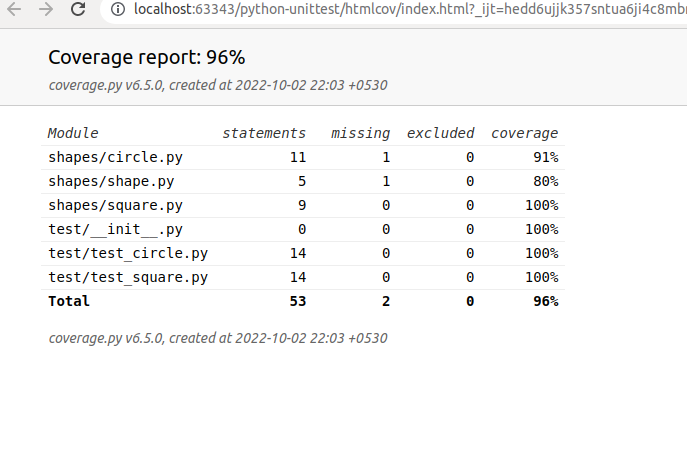 localhost:63343/python-unittest/htmlcov/index.html?_ijt=hedd6ujjk357sntua6ji4c8mb
Coverage report: 96%
coverage.py v6.5.0, created at 2022-10-02 22:03 +0530
Module statements missing excluded coverage
shapes/circle.py 11 1 0 91%
shapes/shape.py 5 1 0 80%
shapes/square.py 9 0 0 100%
test/__init__.py 0 0 0 100%
test/test_circle.py 14 0 0 100%
test/test_square.py 14 0 0 100%
Total 53 2 0 96%
coverage.py v6.5.0, created at 2022-10-02 22:03 +0530